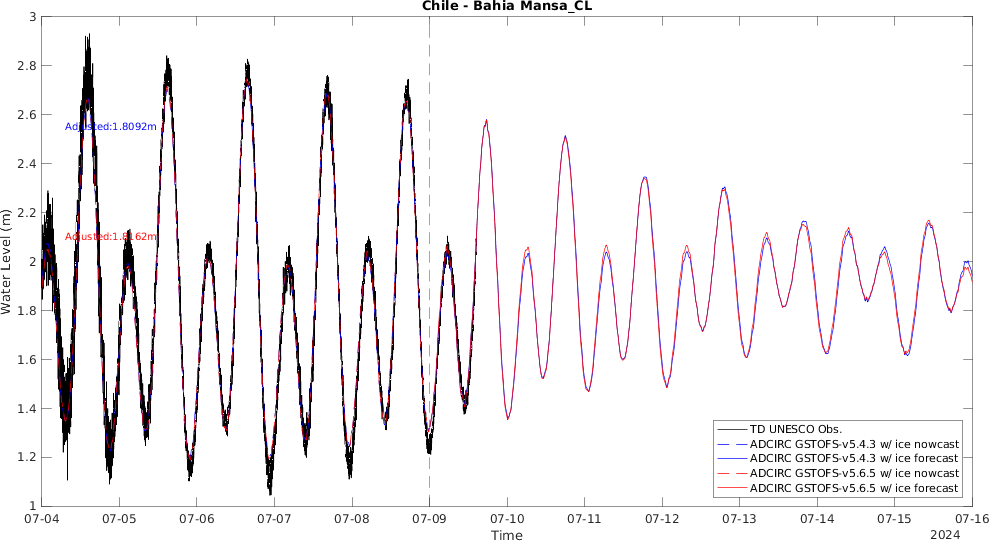 Chile - Bahia Mansa_CL
3
2.8
2.6
2.4
2.2
2
1.8
1.6
1.4
1.2
1
Water Level (m)
Adjusted:1.8092m
Adjusted:1.8162m
TD UNESCO Obs.
ADCIRC GSTOFS-v5.4.3 w/ ice nowcast
ADCIRC GSTOFS-v5.4.3 w/ ice forecast
ADCIRC GSTOFS-v5.6.5 w/ ice nowcast
ADCIRC GSTOFS-v5.6.5 w/ ice forecast
07-04 07-05 07-06 07-07 07-08 07-09 07-10 07-11 07-12 07-13 07-14 07-15 07-16
Time
2024